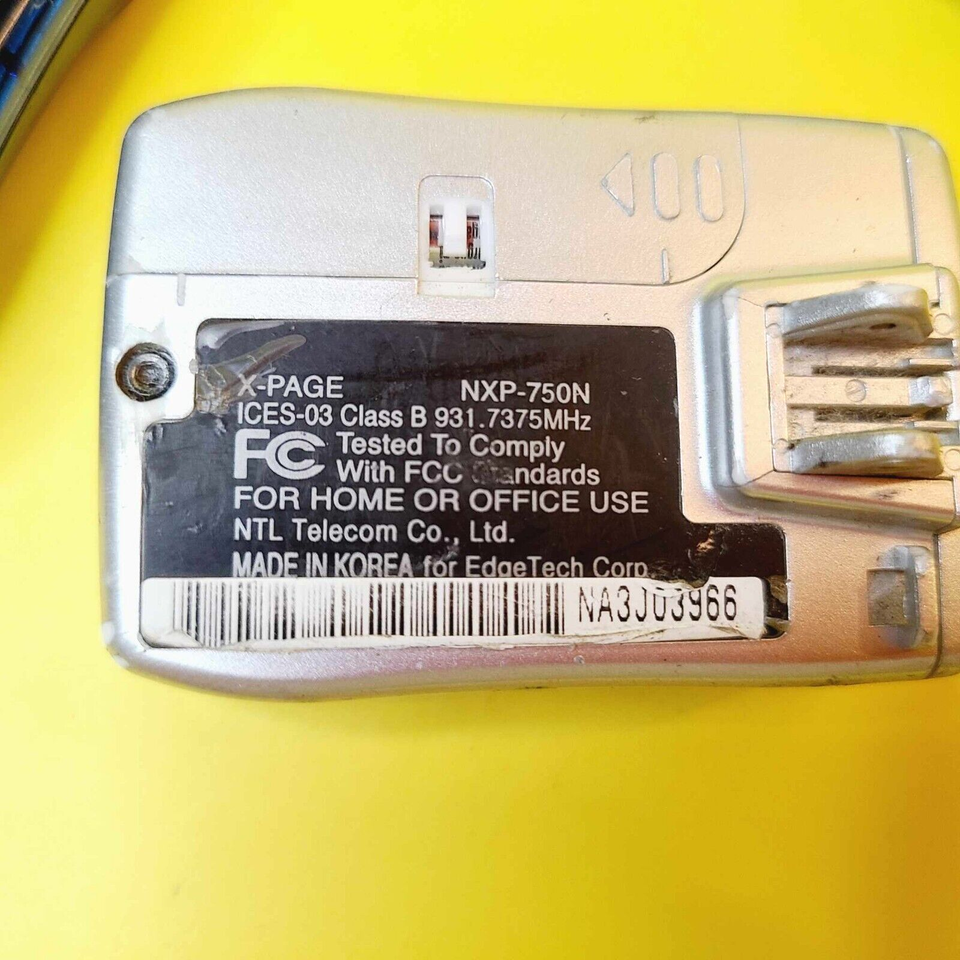 X-PAGE NXP-750N
ICES-03 Class B 931.7375MHz
FC Tested To Comply
With FCC Standards
FOR HOME OR OFFICE USE
NTL Telecom Co., Ltd.
MADE IN KOREA for EdgeTech Corp.
NA3J03966